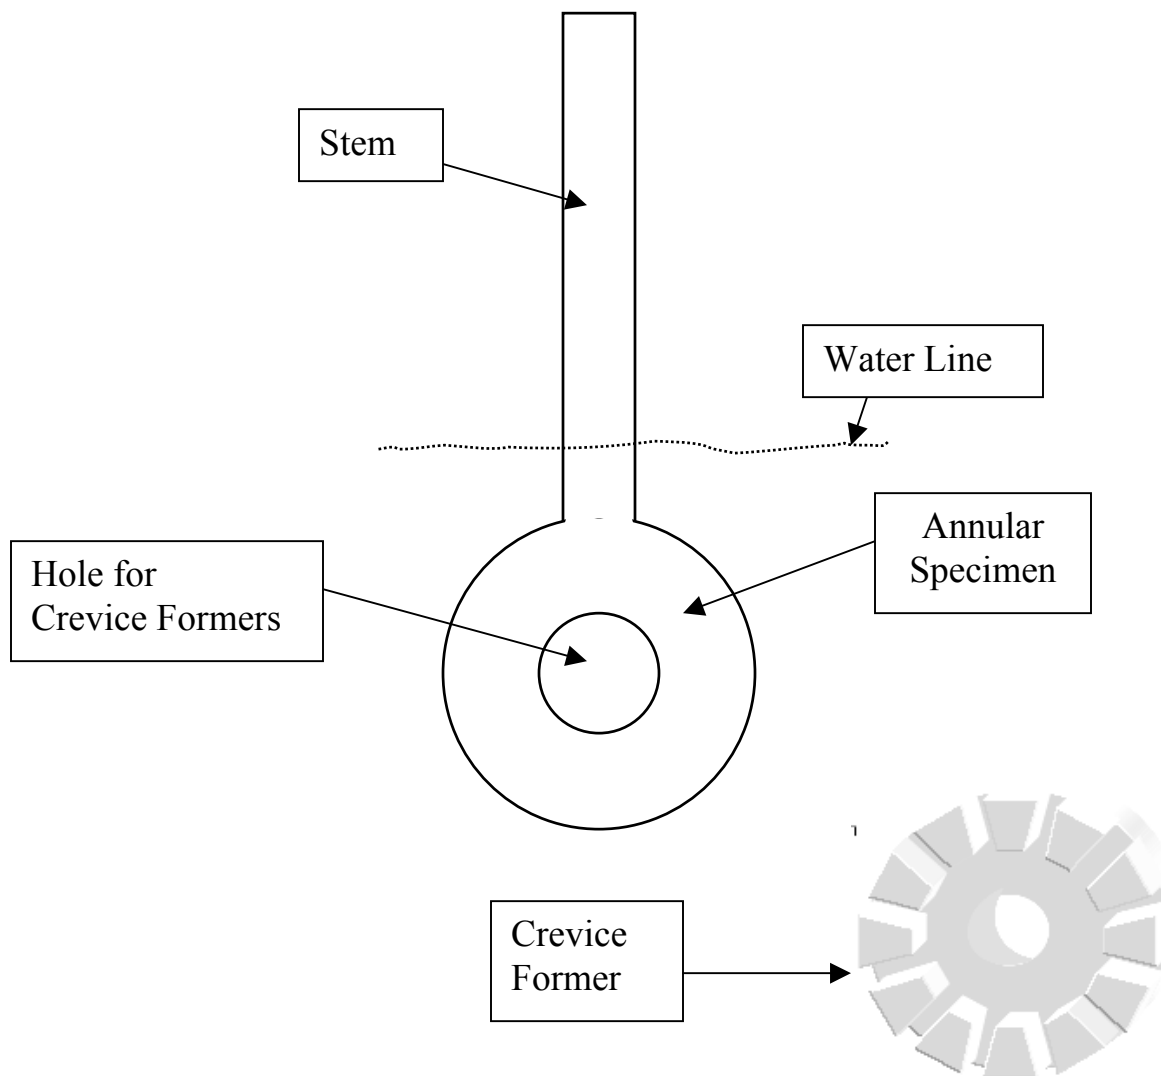 Stem
Water Line
Annular
Specimen
Hole for
Crevice Formers
Crevice
Former